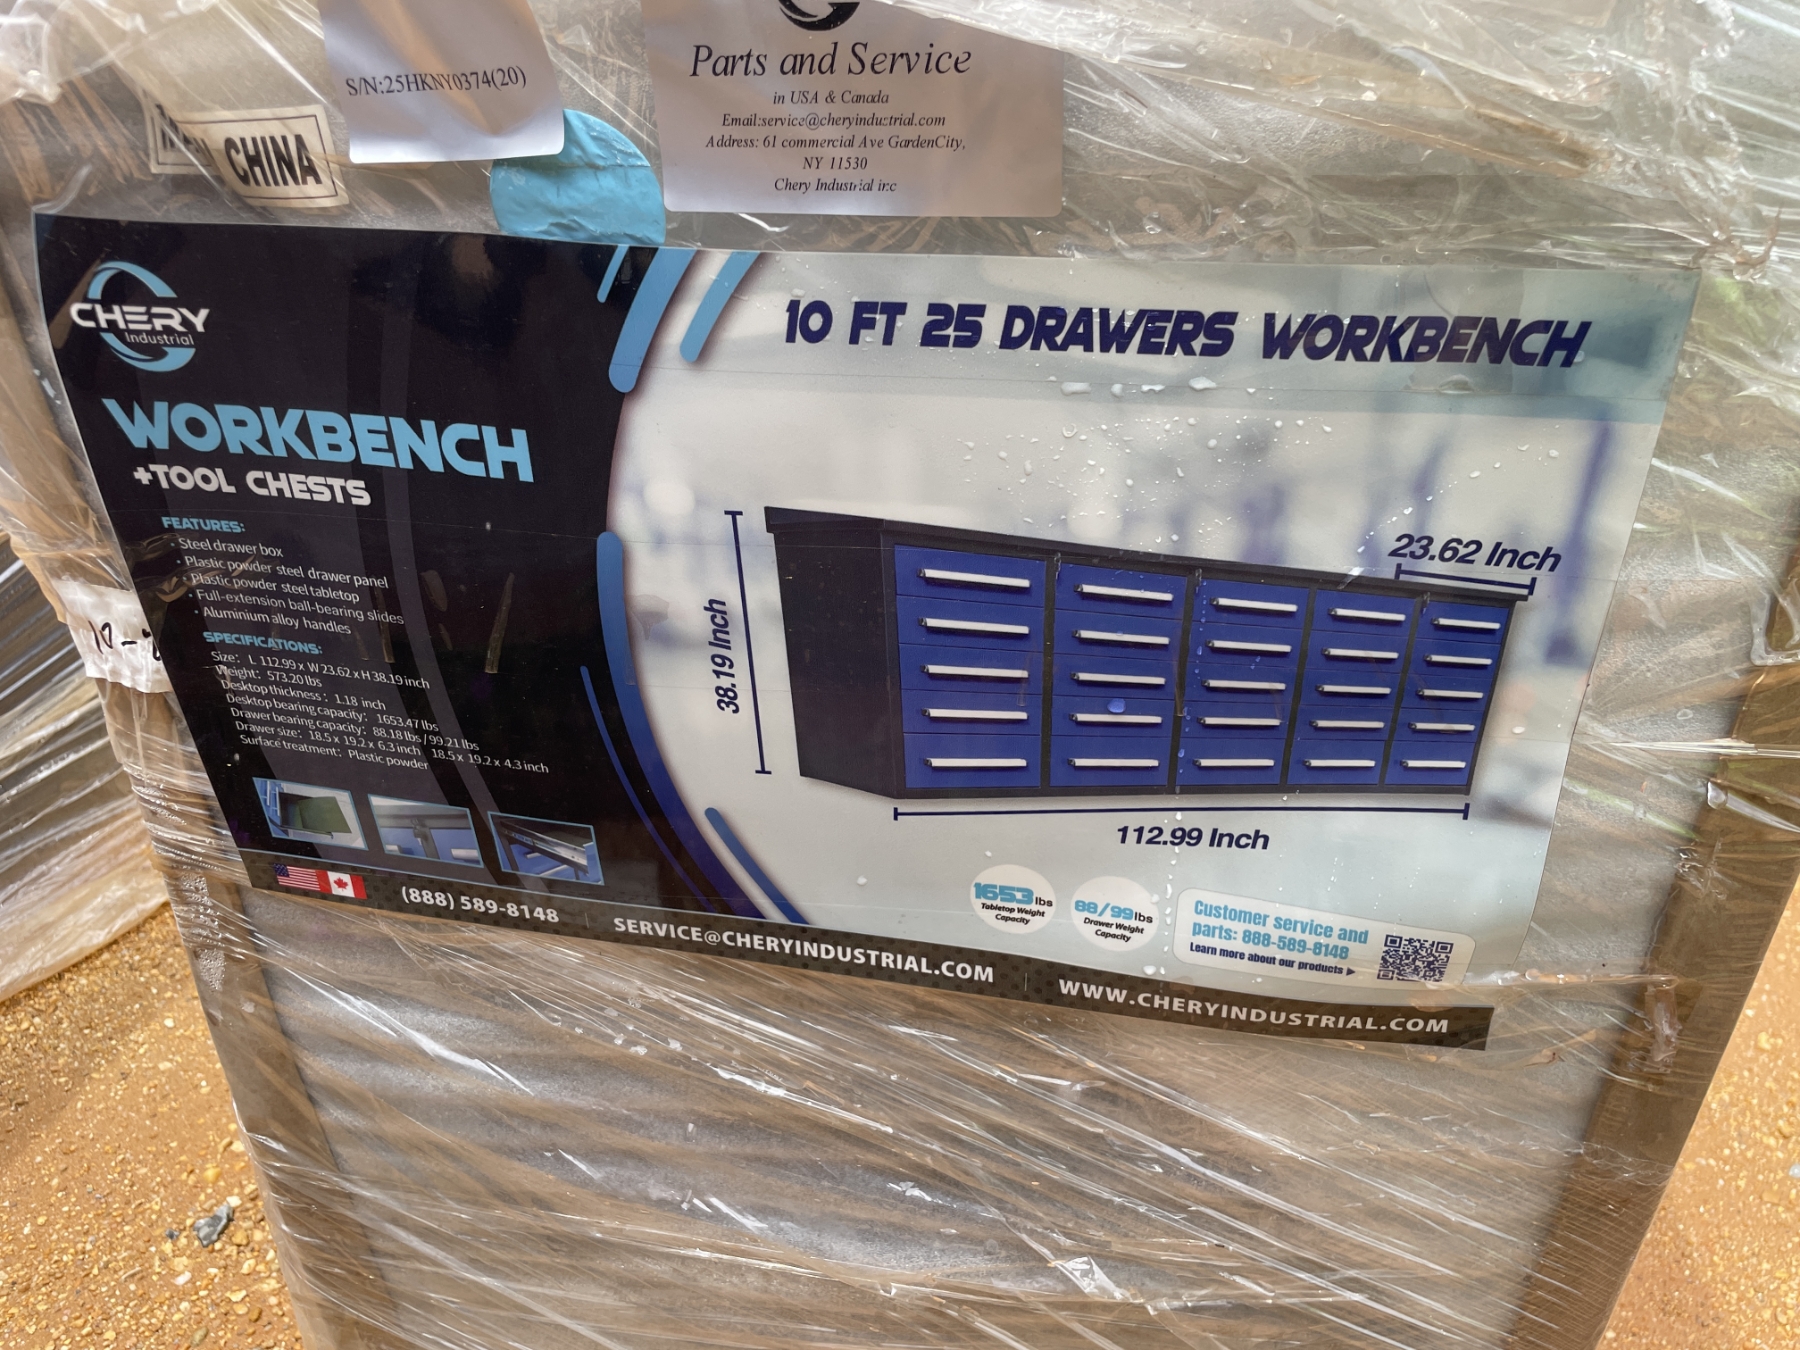 S/N:25HKNY0374(20)
CHINA
Parts and Service
in USA & Canada
Email:service@cheryindustrial.com
Address: 61 commercial Ave GardenCity,
NY 11530
Chery Industrial inc
CHERY
Industrial
WORKBENCH
+TOOL CHESTS
FEATURES:
· Steel drawer box
· Plastic powder steel drawer panel
· Plastic powder steel tabletop
· Full-extension ball-bearing slides
· Aluminium alloy handles
SPECIFICATIONS:
Size: L 112.99 x W 23.62 x H 38.19 inch
Weight: 573.20 lbs
Desktop thickness: 1.18 inch
Desktop bearing capacity: 1653.47 lbs
Drawer bearing capacity: 88.18 lbs / 99.21 lbs
Drawer size: 18.5 x 19.2 x 6.3 inch 18.5 x 19.2 x 4.3 inch
Surface treatment: Plastic powder
10 FT 25 DRAWERS WORKBENCH
23.62 Inch
38.19 Inch
112.99 Inch
1653 lbs
Tabletop Weight
Capacity
88/99 lbs
Drawer Weight
Capacity
Customer service and
parts: 888-589-8148
Learn more about our products ▶
(888) 589-8148 | SERVICE@CHERYINDUSTRIAL.COM | WWW.CHERYINDUSTRIAL.COM